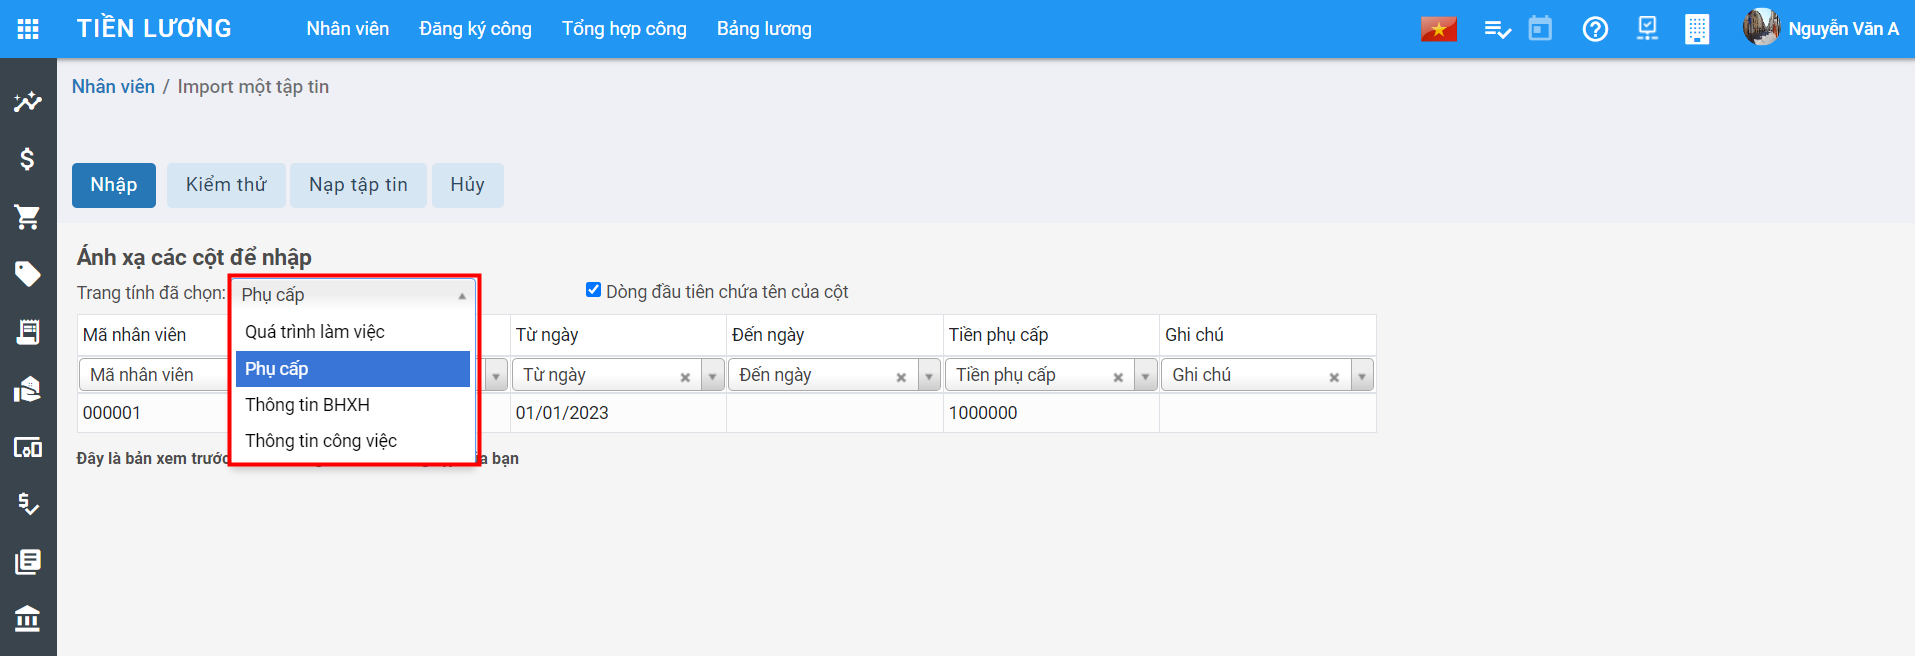 TIỀN LƯƠNG Nhân viên Đăng ký công Tổng hợp công Bảng lương Nguyễn Văn A
Nhân viên / Import một tập tin
Nhập Kiểm thử Nạp tập tin Hủy
Ánh xạ các cột để nhập
Trang tính đã chọn: Phụ cấp Dòng đầu tiên chứa tên của cột
Quá trình làm việc
Phụ cấp
Thông tin BHXH
Thông tin công việc
Mã nhân viên Từ ngày Đến ngày Tiền phụ cấp Ghi chú
Mã nhân viên Từ ngày Đến ngày Tiền phụ cấp Ghi chú
000001 01/01/2023 1000000
Đây là bản xem trước bạn